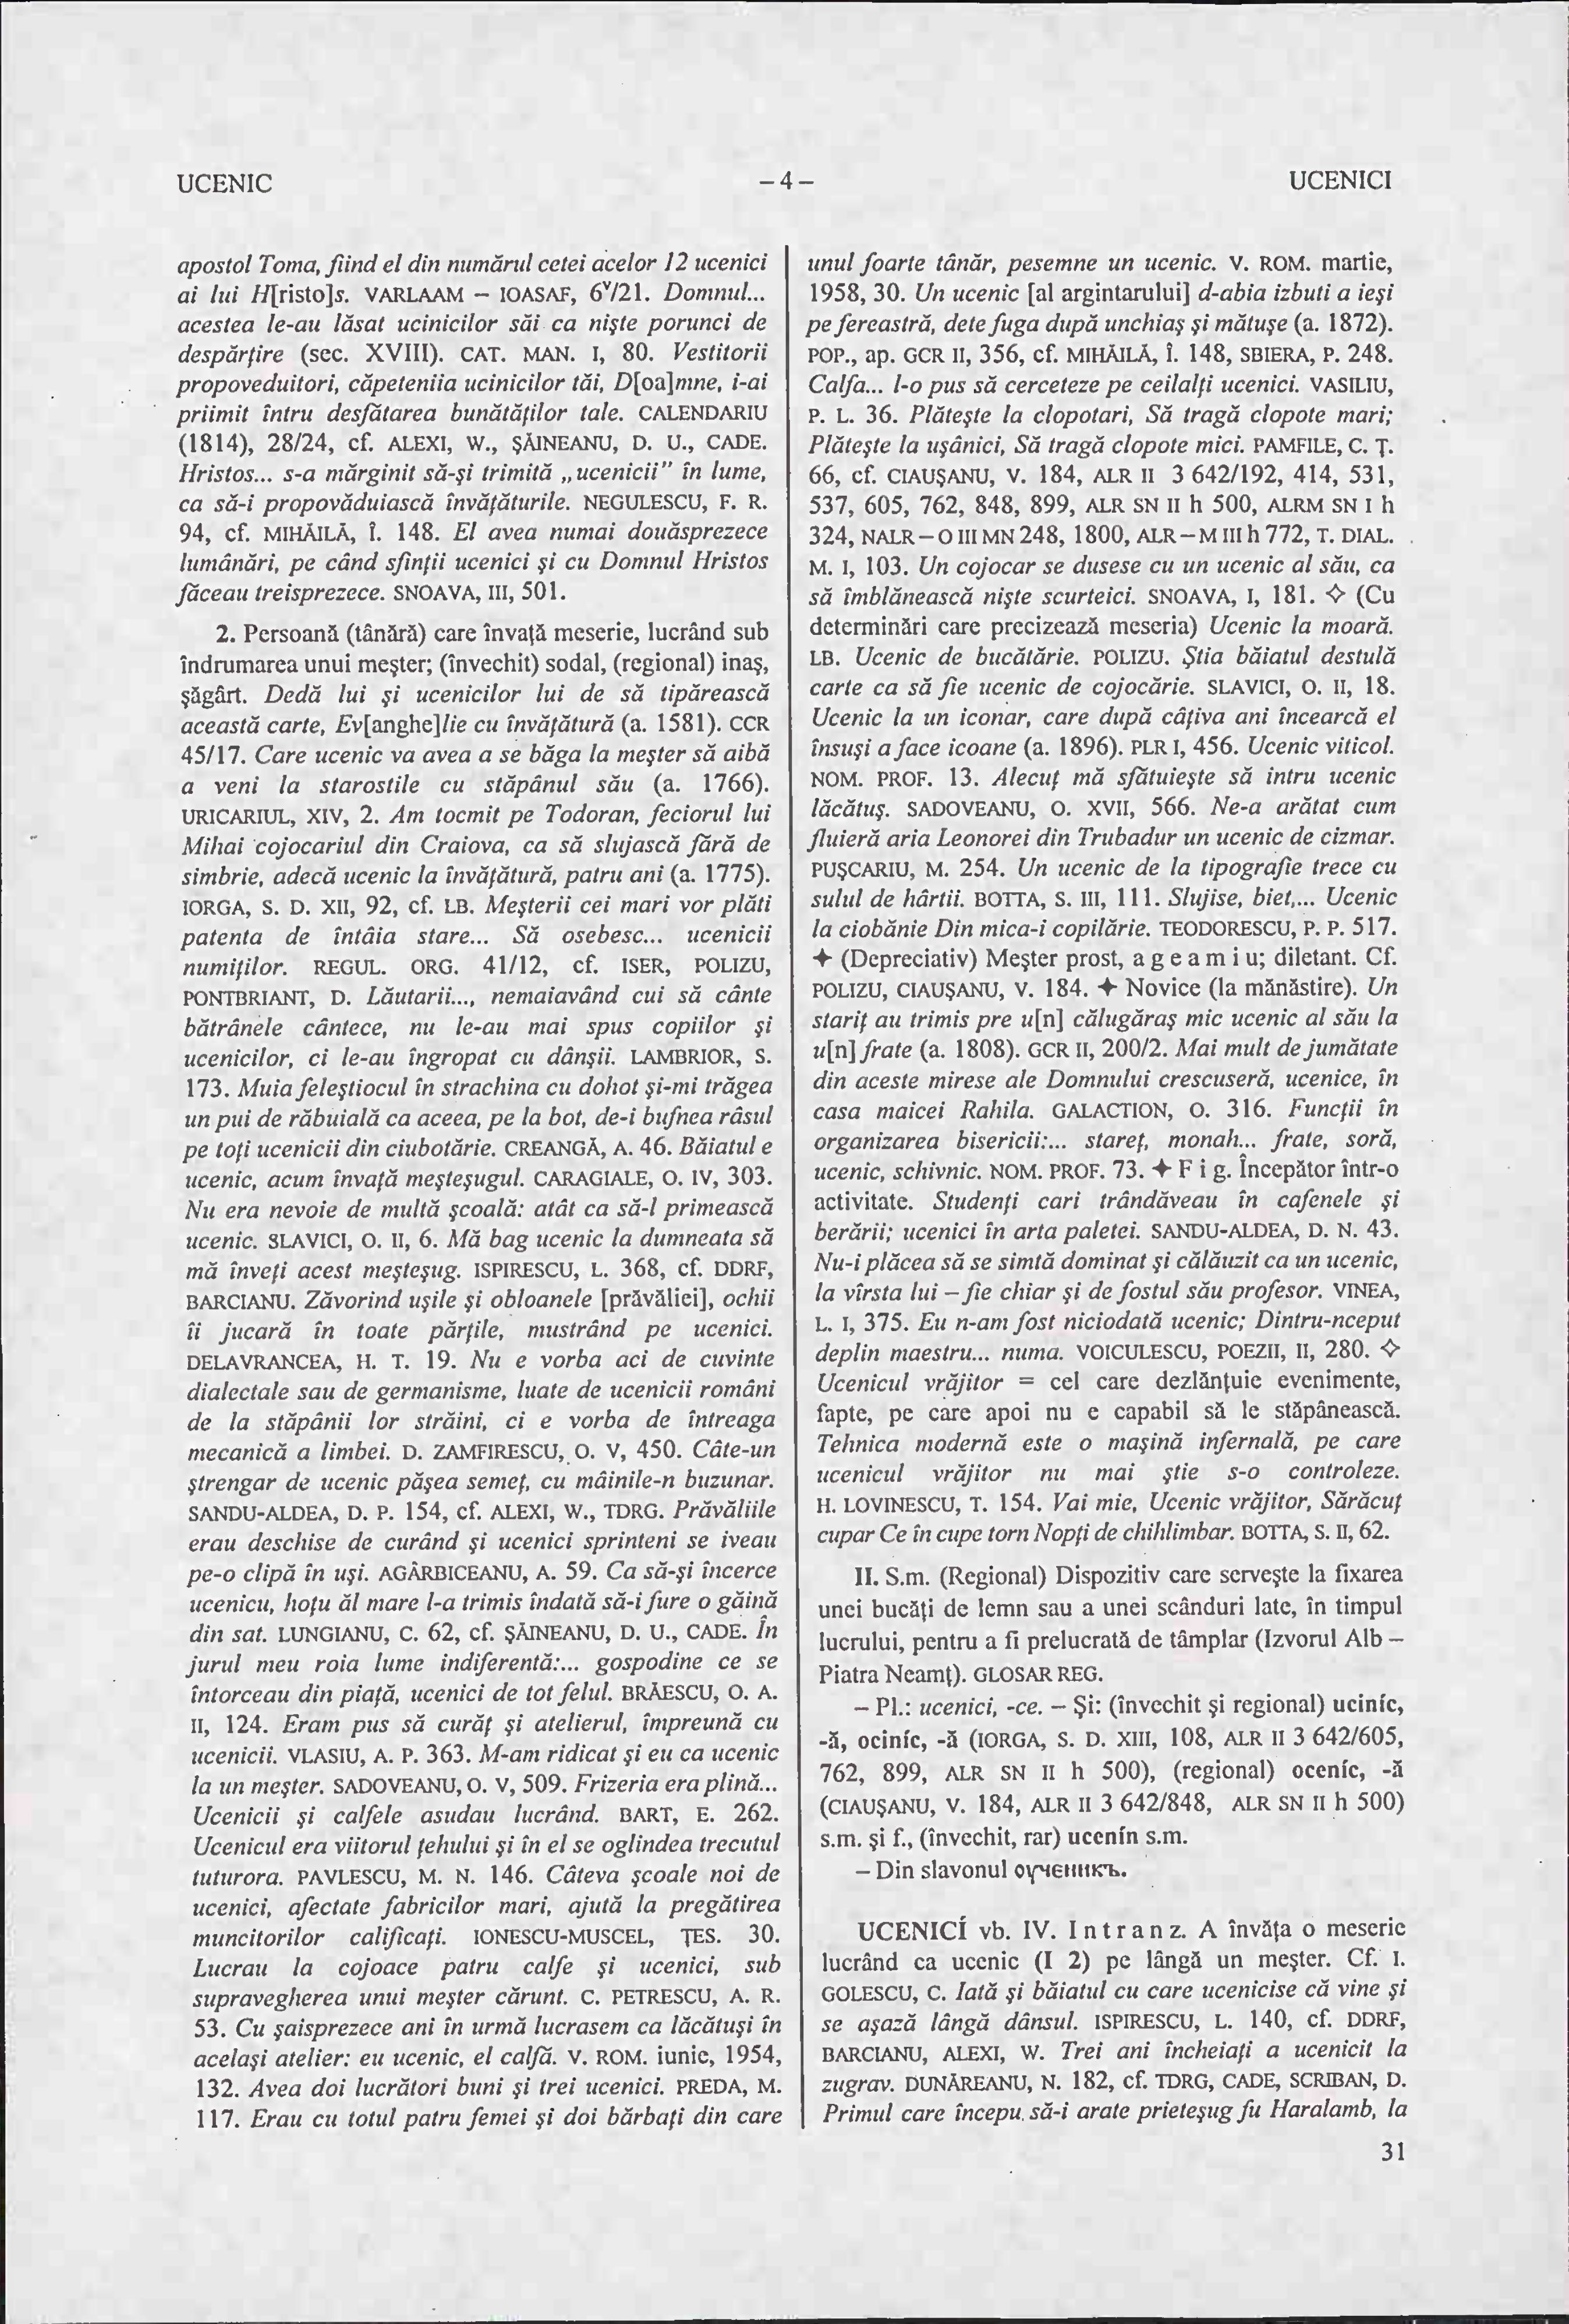 UCENIC
– 4 –
UCENICI
apostol Toma, fiind el din numărul cetei acelor 12 ucenici
ai lui H[risto]s. VARLAAM – IOASAF, 6ᵛ/21. Domnul...
acestea le-au lăsat ucinicilor săi ca nişte porunci de
despărţire (sec. XVIII). CAT. MAN. I, 80. Vestitorii
propoveduitori, căpeteniia ucinicilor tăi, D[oa]mne, i-ai
priimit întru desfătarea bunătăţilor tale. CALENDARIU
(1814), 28/24, cf. ALEXI, W., ŞĂINEANU, D. U., CADE.
Hristos... s-a mărginit să-şi trimită „ucenicii” în lume,
ca să-i propovăduiască învăţăturile. NEGULESCU, F. R.
94, cf. MIHĂILĂ, Î. 148. El avea numai douăsprezece
lumânări, pe când sfinţii ucenici şi cu Domnul Hristos
făceau treisprezece. SNOAVA, III, 501.
2. Persoană (tânără) care învaţă meserie, lucrând sub
îndrumarea unui meşter; (învechit) sodal, (regional) inaş,
şăgârt. Dedă lui şi ucenicilor lui de să tipărească
această carte, Ev[anghe]lie cu învăţătură (a. 1581). CCR
45/17. Care ucenic va avea a se băga la meşter să aibă
a veni la starostile cu stăpânul său (a. 1766).
URICARIUL, XIV, 2. Am tocmit pe Todoran, feciorul lui
Mihai cojocariul din Craiova, ca să slujască fără de
simbrie, adecă ucenic la învăţătură, patru ani (a. 1775).
IORGA, S. D. XII, 92, cf. LB. Meşterii cei mari vor plăti
patenta de întâia stare... Să osebesc... ucenicii
numiţilor. REGUL. ORG. 41/12, cf. ISER, POLIZU,
PONTBRIANT, D. Lăutarii..., nemaiavând cui să cânte
bătrânele cântece, nu le-au mai spus copiilor şi
ucenicilor, ci le-au îngropat cu dânşii. LAMBRIOR, S.
173. Muia feleştiocul în strachina cu dohot şi-mi trăgea
un pui de răbuială ca aceea, pe la bot, de-i bufnea râsul
pe toţi ucenicii din ciubotărie. CREANGĂ, A. 46. Băiatul e
ucenic, acum învaţă meşteşugul. CARAGIALE, O. IV, 303.
Nu era nevoie de multă şcoală: atât ca să-l primească
ucenic. SLAVICI, O. II, 6. Mă bag ucenic la dumneata să
mă înveţi acest meşteşug. ISPIRESCU, L. 368, cf. DDRF,
BARCIANU. Zăvorind uşile şi obloanele [prăvăliei], ochii
îi jucară în toate părţile, mustrând pe ucenici.
DELAVRANCEA, H. T. 19. Nu e vorba aci de cuvinte
dialectale sau de germanisme, luate de ucenicii români
de la stăpânii lor străini, ci e vorba de întreaga
mecanică a limbei. D. ZAMFIRESCU, O. V, 450. Câte-un
ştrengar de ucenic păşea semeţ, cu mâinile-n buzunar.
SANDU-ALDEA, D. P. 154, cf. ALEXI, W., TDRG. Prăvăliile
erau deschise de curând şi ucenici sprinteni se iveau
pe-o clipă în uşi. AGÂRBICEANU, A. 59. Ca să-şi încerce
ucenicu, hoţu ăl mare l-a trimis îndată să-i fure o găină
din sat. LUNGIANU, C. 62, cf. ŞĂINEANU, D. U., CADE. În
jurul meu roia lume indiferentă:... gospodine ce se
întorceau din piaţă, ucenici de tot felul. BRĂESCU, O. A.
II, 124. Eram pus să curăţ şi atelierul, împreună cu
ucenicii. VLASIU, A. P. 363. M-am ridicat şi eu ca ucenic
la un meşter. SADOVEANU, O. V, 509. Frizeria era plină...
Ucenicii şi calfele asudau lucrând. BART, E. 262.
Ucenicul era viitorul ţehului şi în el se oglindea trecutul
tuturora. PAVLESCU, M. N. 146. Câteva şcoale noi de
ucenici, afectate fabricilor mari, ajută la pregătirea
muncitorilor calificaţi. IONESCU-MUSCEL, ŢES. 30.
Lucrau la cojoace patru calfe şi ucenici, sub
supravegherea unui meşter cărunt. C. PETRESCU, A. R.
53. Cu şaisprezece ani în urmă lucrasem ca lăcătuşi în
acelaşi atelier: eu ucenic, el calfă. V. ROM. iunie, 1954,
132. Avea doi lucrători buni şi trei ucenici. PREDA, M.
117. Erau cu totul patru femei şi doi bărbaţi din care
unul foarte tânăr, pesemne un ucenic. V. ROM. martie,
1958, 30. Un ucenic [al argintarului] d-abia izbuti a ieşi
pe fereastră, dete fuga după unchiaş şi mătuşe (a. 1872).
POP., ap. GCR II, 356, cf. MIHĂILĂ, Î. 148, SBIERA, P. 248.
Calfa... l-o pus să cerceteze pe ceilalţi ucenici. VASILIU,
P. L. 36. Plăteşte la clopotari, Să tragă clopote mari;
Plăteşte la uşânici, Să tragă clopote mici. PAMFILE, C. Ţ.
66, cf. CIAUŞANU, V. 184, ALR II 3 642/192, 414, 531,
537, 605, 762, 848, 899, ALR SN II h 500, ALRM SN I h
324, NALR – O III MN 248, 1800, ALR – M III h 772, T. DIAL.
M. I, 103. Un cojocar se dusese cu un ucenic al său, ca
să îmblănească nişte scurteici. SNOAVA, I, 181. ✧ (Cu
determinări care precizează meseria) Ucenic la moară.
LB. Ucenic de bucătărie. POLIZU. Ştia băiatul destulă
carte ca să fie ucenic de cojocărie. SLAVICI, O. II, 18.
Ucenic la un iconar, care după câţiva ani încearcă el
însuşi a face icoane (a. 1896). PLR I, 456. Ucenic viticol.
NOM. PROF. 13. Alecuţ mă sfătuieşte să intru ucenic
lăcătuş. SADOVEANU, O. XVII, 566. Ne-a arătat cum
fluieră aria Leonorei din Trubadur un ucenic de cizmar.
PUŞCARIU, M. 254. Un ucenic de la tipografie trece cu
sulul de hârtii. BOTTA, S. III, 111. Slujise, biet,... Ucenic
la ciobănie Din mica-i copilărie. TEODORESCU, P. P. 517.
✦ (Depreciativ) Meşter prost, a g e a m i u; diletant. Cf.
POLIZU, CIAUŞANU, V. 184. ✦ Novice (la mănăstire). Un
stariţ au trimis pre u[n] călugăraş mic ucenic al său la
u[n] frate (a. 1808). GCR II, 200/2. Mai mult de jumătate
din aceste mirese ale Domnului crescuseră, ucenice, în
casa maicei Rahila. GALACTION, O. 316. Funcţii în
organizarea bisericii:... stareţ, monah... frate, soră,
ucenic, schivnic. NOM. PROF. 73. ✦ F i g. Începător într-o
activitate. Studenţi cari trândăveau în cafenele şi
berării; ucenici în arta paletei. SANDU-ALDEA, D. N. 43.
Nu-i plăcea să se simtă dominat şi călăuzit ca un ucenic,
la vîrsta lui – fie chiar şi de fostul său profesor. VINEA,
L. I, 375. Eu n-am fost niciodată ucenic; Dintru-nceput
deplin maestru... numa. VOICULESCU, POEZII, II, 280. ✧
Ucenicul vrăjitor = cel care dezlănţuie evenimente,
fapte, pe care apoi nu e capabil să le stăpânească.
Tehnica modernă este o maşină infernală, pe care
ucenicul vrăjitor nu mai ştie s-o controleze.
H. LOVINESCU, T. 154. Vai mie, Ucenic vrăjitor, Sărăcuţ
cupar Ce în cupe torn Nopţi de chihlimbar. BOTTA, S. II, 62.
II. S.m. (Regional) Dispozitiv care serveşte la fixarea
unei bucăţi de lemn sau a unei scânduri late, în timpul
lucrului, pentru a fi prelucrată de tâmplar (Izvorul Alb –
Piatra Neamţ). GLOSAR REG.
– Pl.: ucenici, -ce. – Şi: (învechit şi regional) uciníc,
-ă, ociníc, -ă (IORGA, S. D. XIII, 108, ALR II 3 642/605,
762, 899, ALR SN II h 500), (regional) oceníc, -ă
(CIAUŞANU, V. 184, ALR II 3 642/848, ALR SN II h 500)
s.m. şi f., (învechit, rar) ucenín s.m.
– Din slavonul оученикъ.
UCENICÍ vb. IV. I n t r a n z. A învăţa o meserie
lucrând ca ucenic (I 2) pe lângă un meşter. Cf. I.
GOLESCU, C. Iată şi băiatul cu care ucenicise că vine şi
se aşază lângă dânsul. ISPIRESCU, L. 140, cf. DDRF,
BARCIANU, ALEXI, W. Trei ani încheiaţi a ucenicit la
zugrav. DUNĂREANU, N. 182, cf. TDRG, CADE, SCRIBAN, D.
Primul care începu să-i arate prieteşug fu Haralamb, la
31